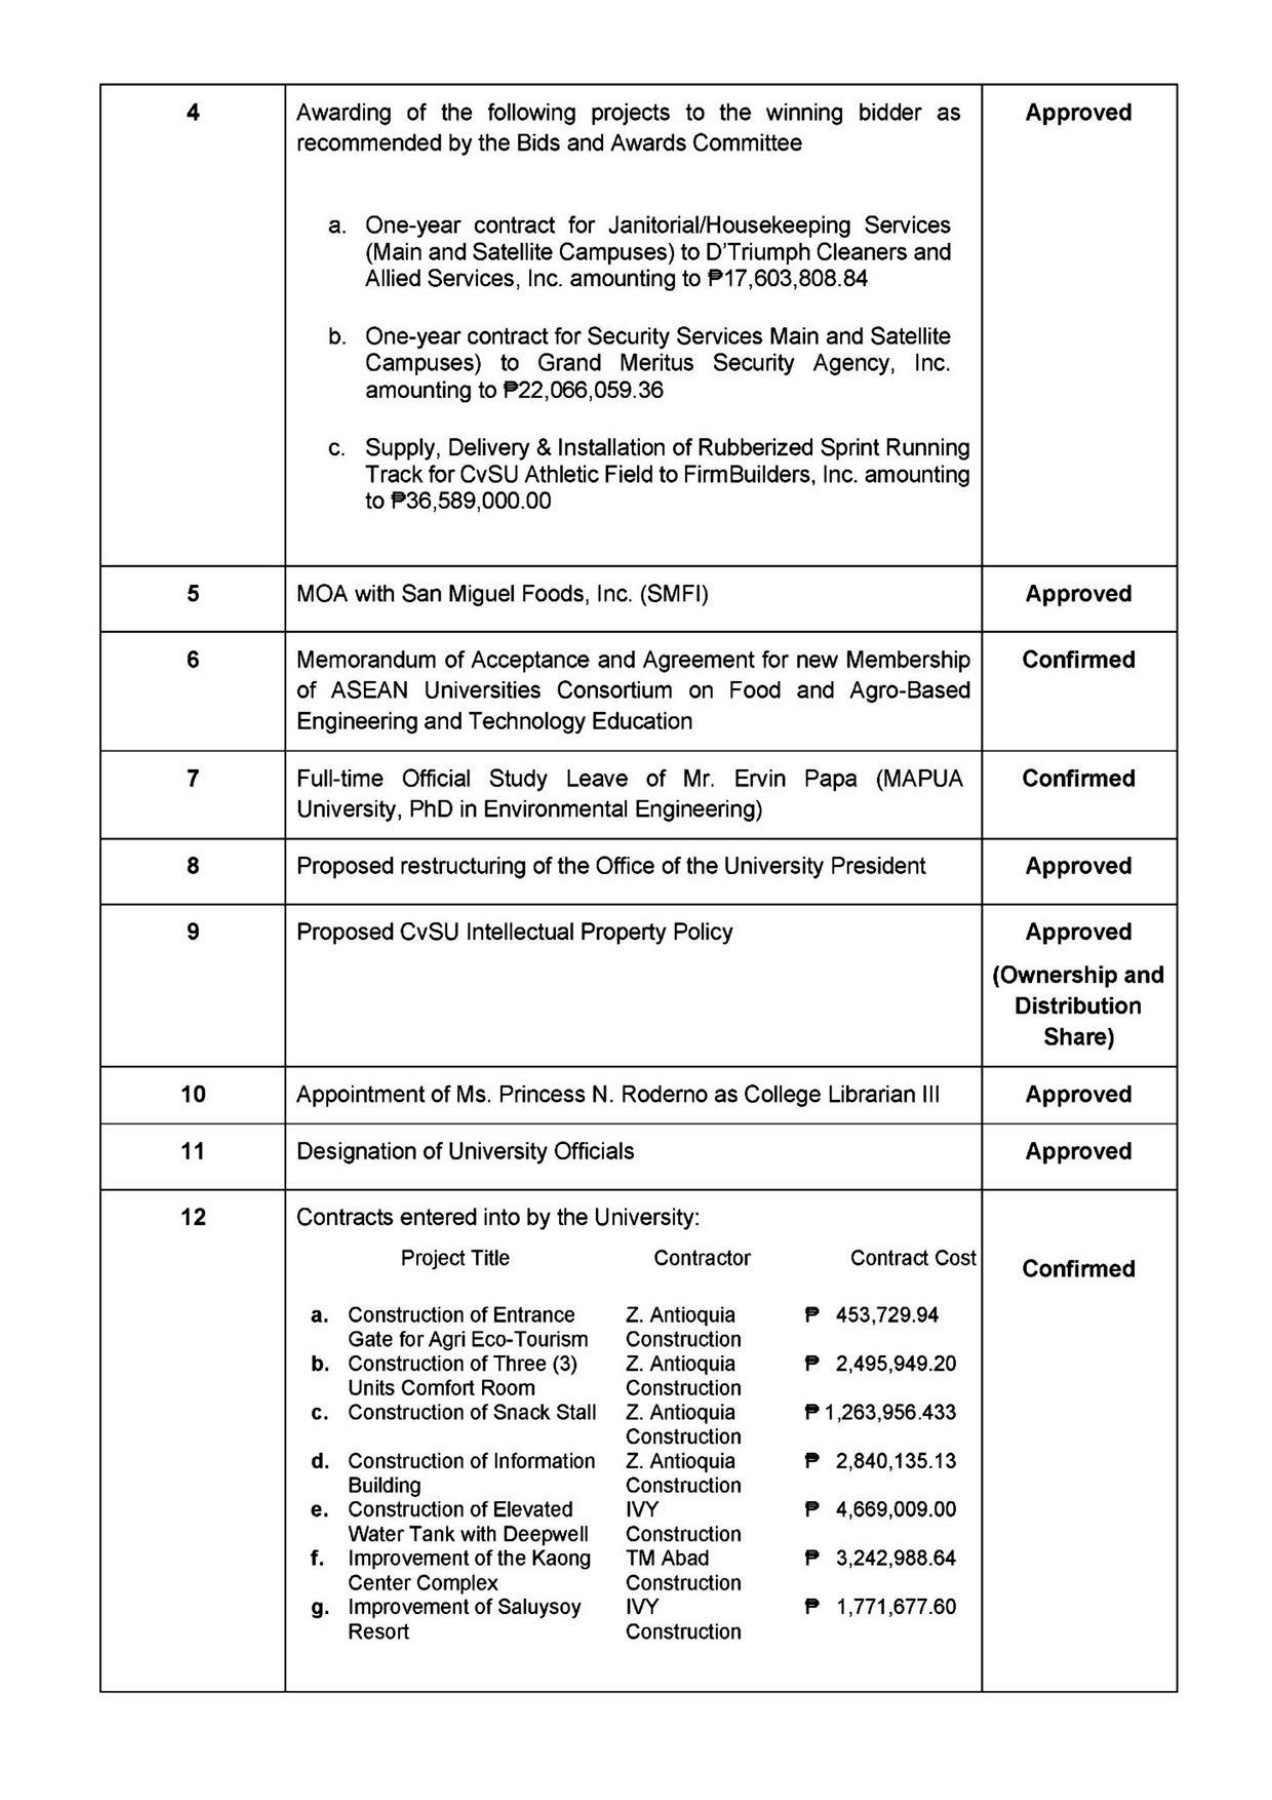 4
Awarding of the following projects to the winning bidder as
recommended by the Bids and Awards Committee
Approved
a. One-year contract for Janitorial/Housekeeping Services
(Main and Satellite Campuses) to D'Triumph Cleaners and
Allied Services, Inc. amounting to ₱17,603,808.84
b. One-year contract for Security Services Main and Satellite
Campuses) to Grand Meritus Security Agency, Inc.
amounting to ₱22,066,059.36
c. Supply, Delivery & Installation of Rubberized Sprint Running
Track for CvSU Athletic Field to FirmBuilders, Inc. amounting
to ₱36,589,000.00
5
MOA with San Miguel Foods, Inc. (SMFI)
Approved
6
Memorandum of Acceptance and Agreement for new Membership
of ASEAN Universities Consortium on Food and Agro-Based
Engineering and Technology Education
Confirmed
7
Full-time Official Study Leave of Mr. Ervin Papa (MAPUA
University, PhD in Environmental Engineering)
Confirmed
8
Proposed restructuring of the Office of the University President
Approved
9
Proposed CvSU Intellectual Property Policy
Approved
(Ownership and
Distribution
Share)
10
Appointment of Ms. Princess N. Roderno as College Librarian III
Approved
11
Designation of University Officials
Approved
12
Contracts entered into by the University:
Project Title Contractor Contract Cost
Confirmed
a. Construction of Entrance Z. Antioquia ₱ 453,729.94
Gate for Agri Eco-Tourism Construction
b. Construction of Three (3) Z. Antioquia ₱ 2,495,949.20
Units Comfort Room Construction
c. Construction of Snack Stall Z. Antioquia ₱ 1,263,956.433
Construction
d. Construction of Information Z. Antioquia ₱ 2,840,135.13
Building Construction
e. Construction of Elevated IVY ₱ 4,669,009.00
Water Tank with Deepwell Construction
f. Improvement of the Kaong TM Abad ₱ 3,242,988.64
Center Complex Construction
g. Improvement of Saluysoy IVY ₱ 1,771,677.60
Resort Construction